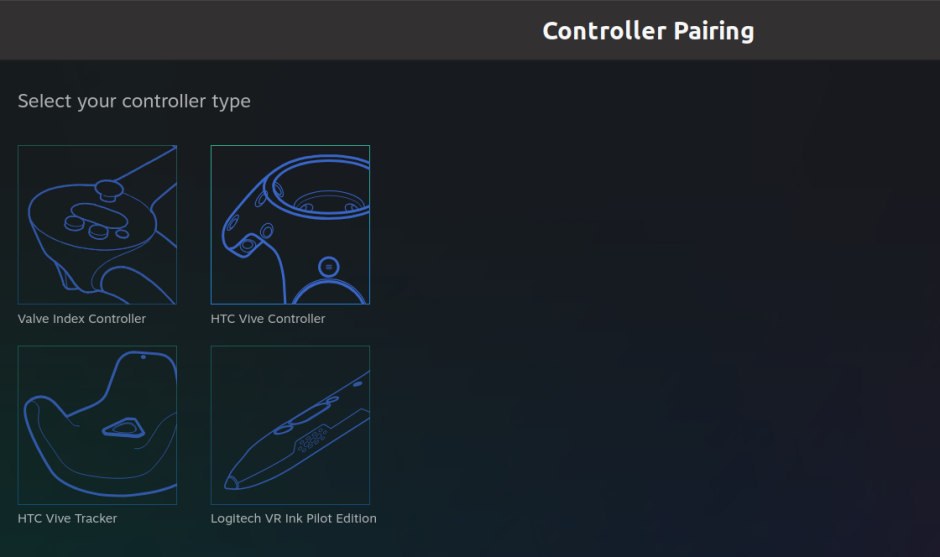 Controller Pairing
Select your controller type
Valve Index Controller
HTC Vive Controller
HTC Vive Tracker
Logitech VR Ink Pilot Edition